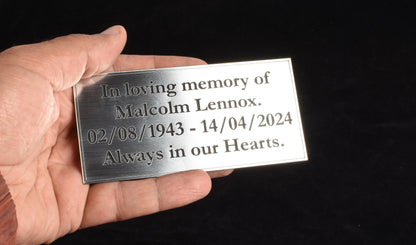 In loving memory of
Malcolm Lennox.
02/08/1943 - 14/04/2024
Always in our Hearts.